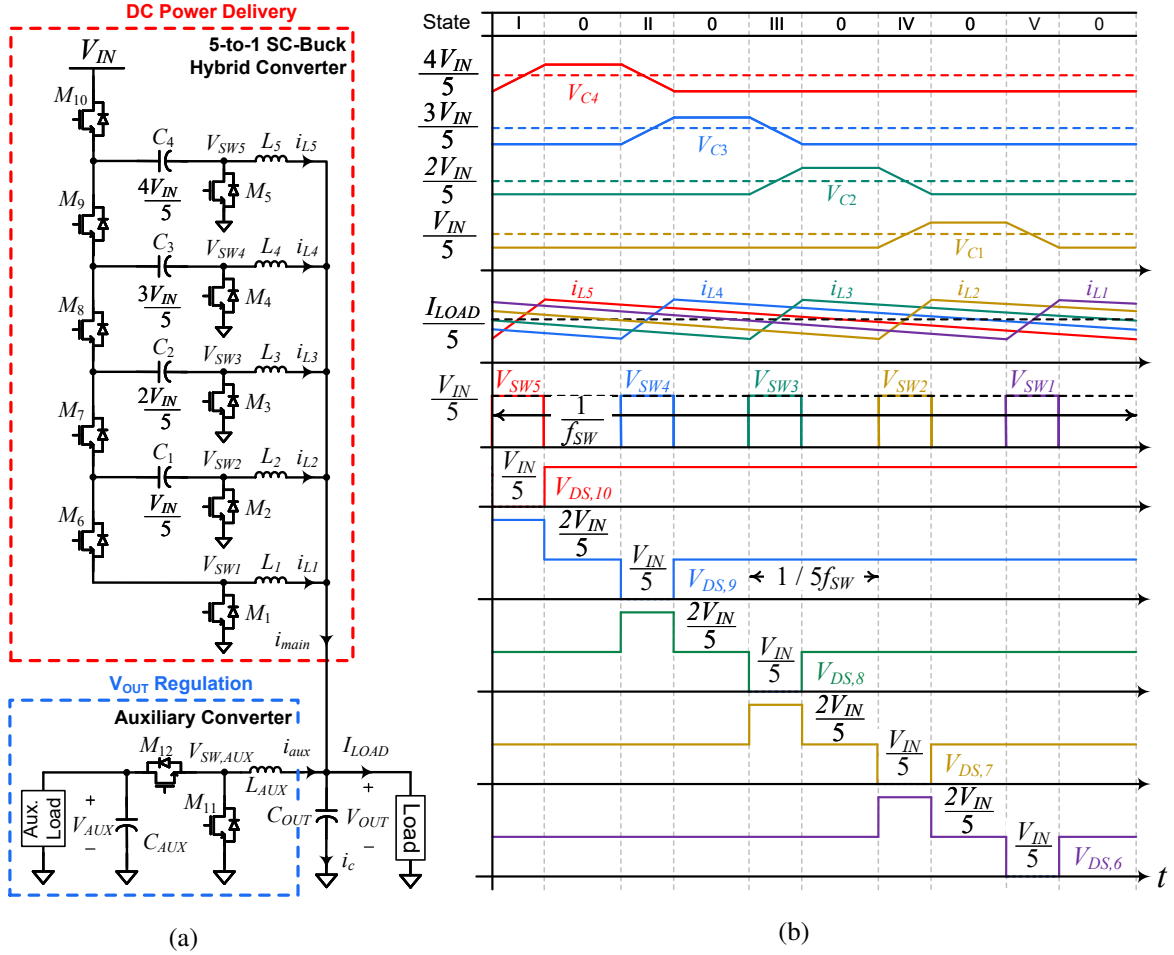 DC Power Delivery
5-to-1 SC-Buck
Hybrid Converter
V_IN
M_10
C_4
V_SW5
L_5
i_L5
4V_IN
5
M_5
M_9
C_3
V_SW4
L_4
i_L4
3V_IN
5
M_4
M_8
C_2
V_SW3
L_3
i_L3
2V_IN
5
M_3
M_7
C_1
V_SW2
L_2
i_L2
V_IN
5
M_2
M_6
V_SW1
L_1
i_L1
M_1
i_main
V_OUT Regulation
Auxiliary Converter
M_12
V_SW,AUX
i_aux
I_LOAD
L_AUX
M_11
Aux. Load
+
V_AUX
–
C_AUX
C_OUT
+
V_OUT
–
Load
i_c
(a)
State I 0 II 0 III 0 IV 0 V 0
4V_IN
5
V_C4
3V_IN
5
V_C3
2V_IN
5
V_C2
V_IN
5
V_C1
i_L5 i_L4 i_L3 i_L2 i_L1
I_LOAD
5
V_IN
5
V_SW5 V_SW4 V_SW3 V_SW2 V_SW1
1
f_SW
V_IN
5
V_DS,10
2V_IN
5
V_IN
5
V_DS,9
1 / 5f_SW
2V_IN
5
V_IN
5
V_DS,8
2V_IN
5
V_IN
5
V_DS,7
2V_IN
5
V_IN
5
V_DS,6
t
(b)